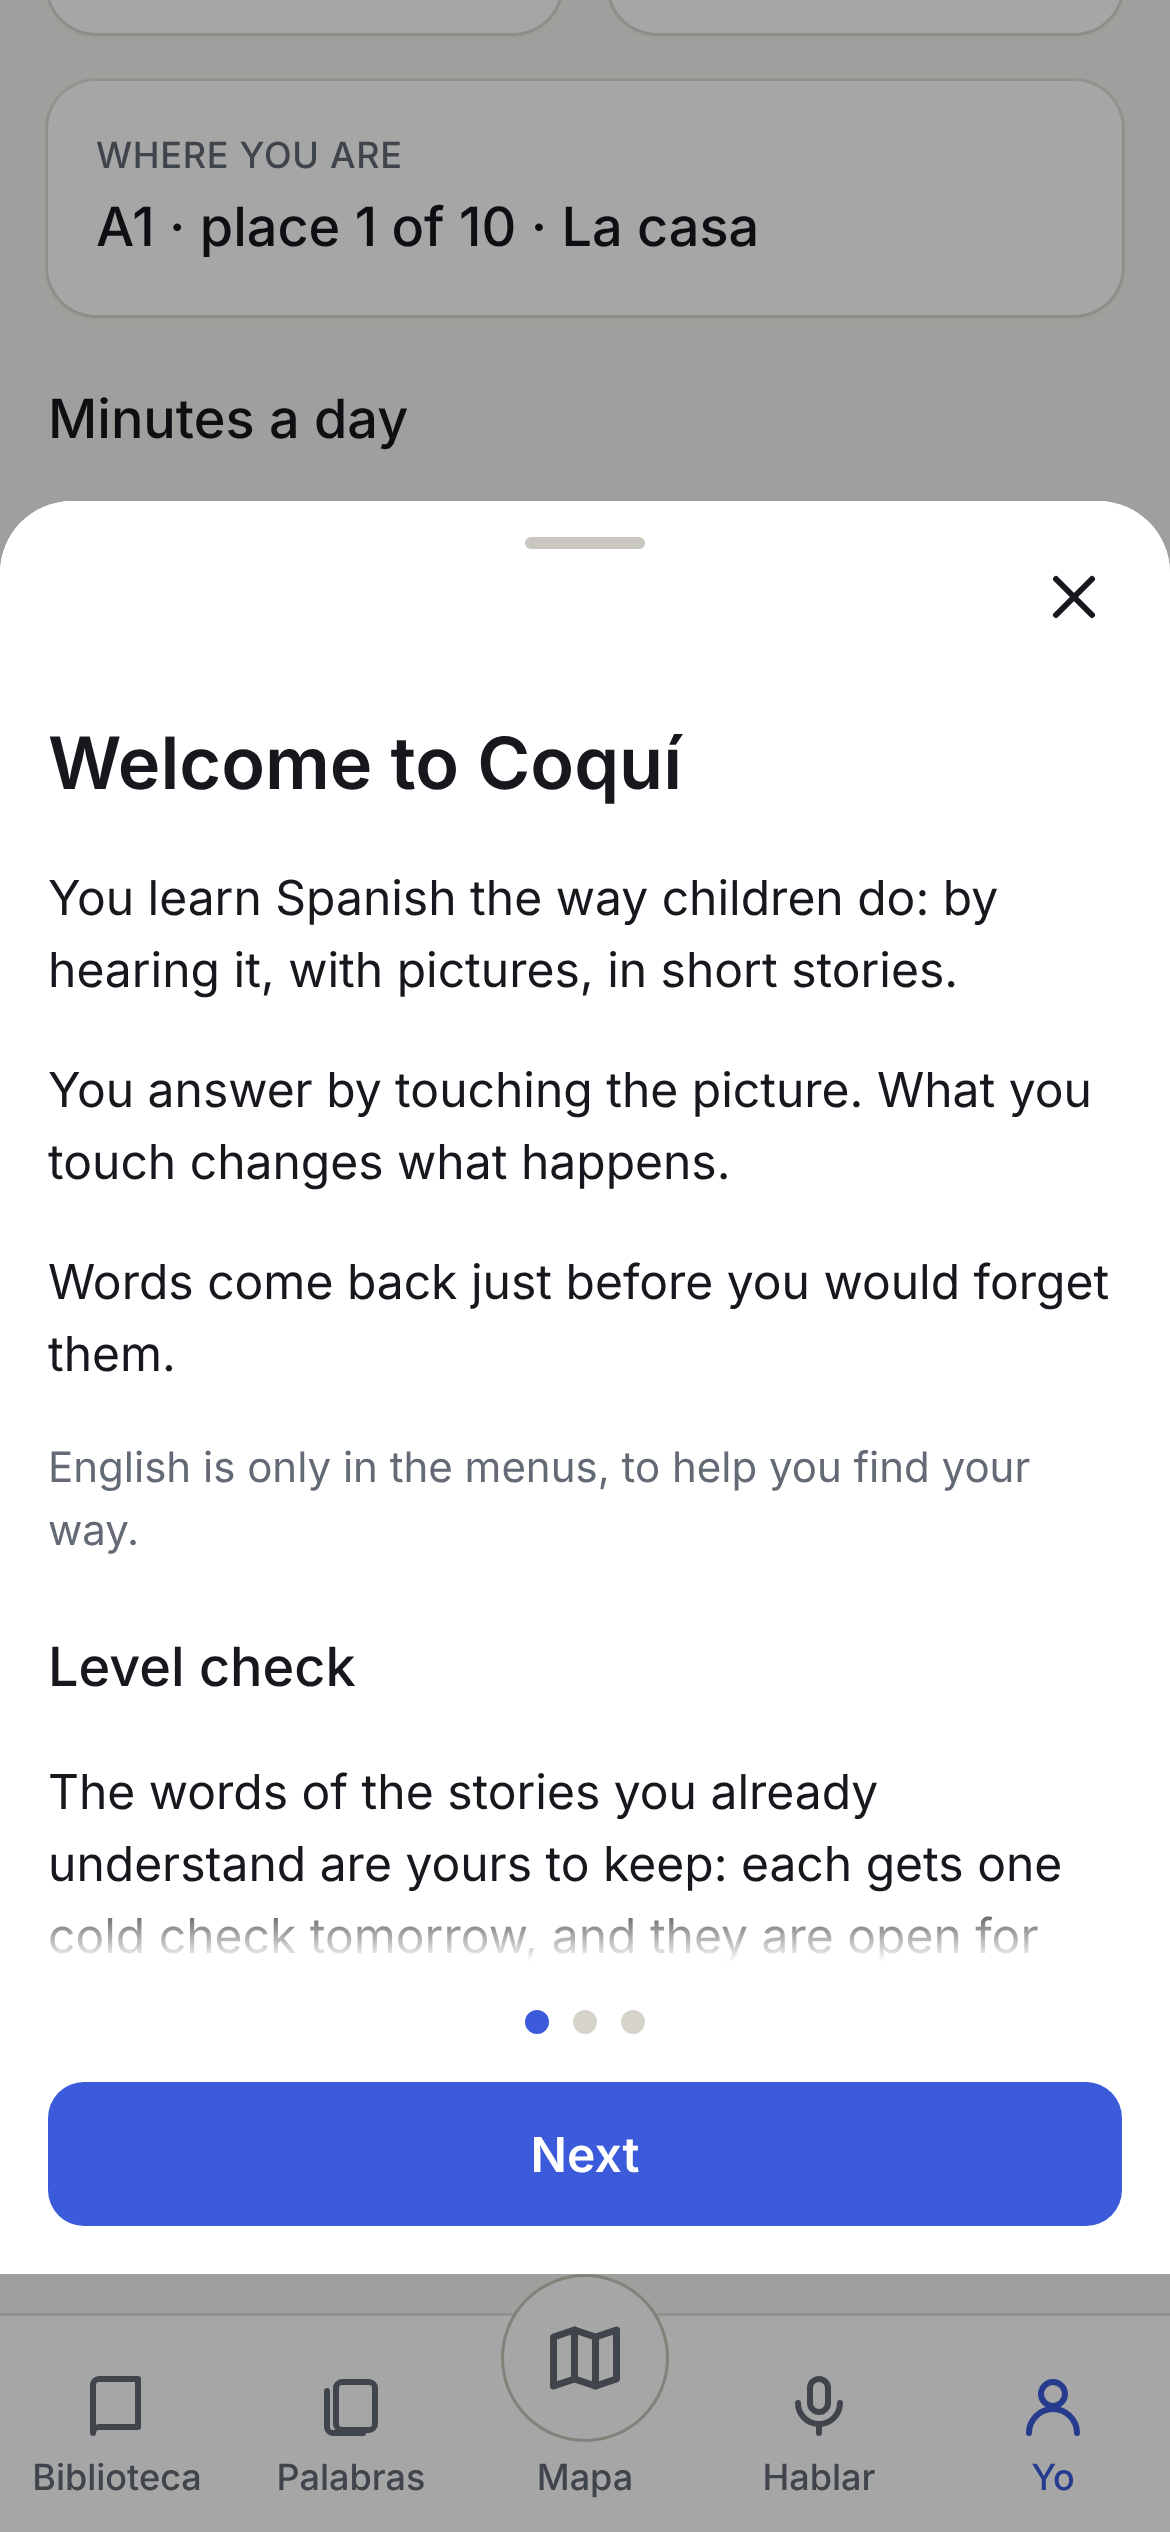 WHERE YOU ARE
A1 · place 1 of 10 · La casa
Minutes a day
Welcome to Coquí
You learn Spanish the way children do: by
hearing it, with pictures, in short stories.
You answer by touching the picture. What you
touch changes what happens.
Words come back just before you would forget
them.
English is only in the menus, to help you find your
way.
Level check
The words of the stories you already
understand are yours to keep: each gets one
cold check tomorrow, and they are open for
Next
Biblioteca
Palabras
Mapa
Hablar
Yo